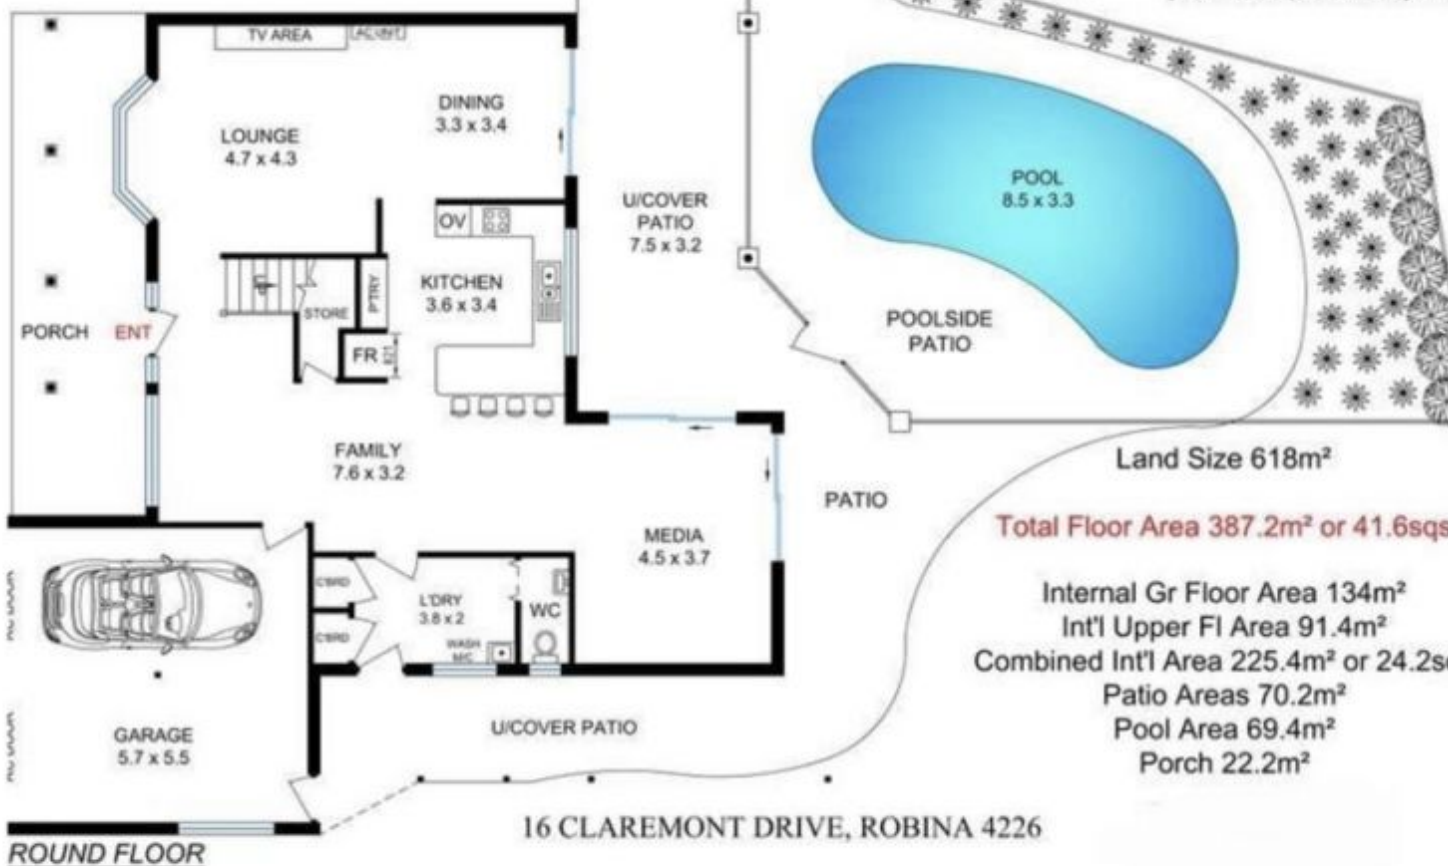 TV AREA
DINING
3.3 x 3.4
LOUNGE
4.7 x 4.3
U/COVER
PATIO
7.5 x 3.2
POOL
8.5 x 3.3
OV
KITCHEN
3.6 x 3.4
PTRY
STORE
FR
PORCH
ENT
POOLSIDE
PATIO
FAMILY
7.6 x 3.2
PATIO
MEDIA
4.5 x 3.7
C'BRD
C'BRD
L'DRY
3.8 x 2
WASH
M/C
WC
GARAGE
5.7 x 5.5
U/COVER PATIO
Land Size 618m²
Total Floor Area 387.2m² or 41.6sqs
Internal Gr Floor Area 134m²
Int'l Upper Fl Area 91.4m²
Combined Int'l Area 225.4m² or 24.2s
Patio Areas 70.2m²
Pool Area 69.4m²
Porch 22.2m²
16 CLAREMONT DRIVE, ROBINA 4226
ROUND FLOOR